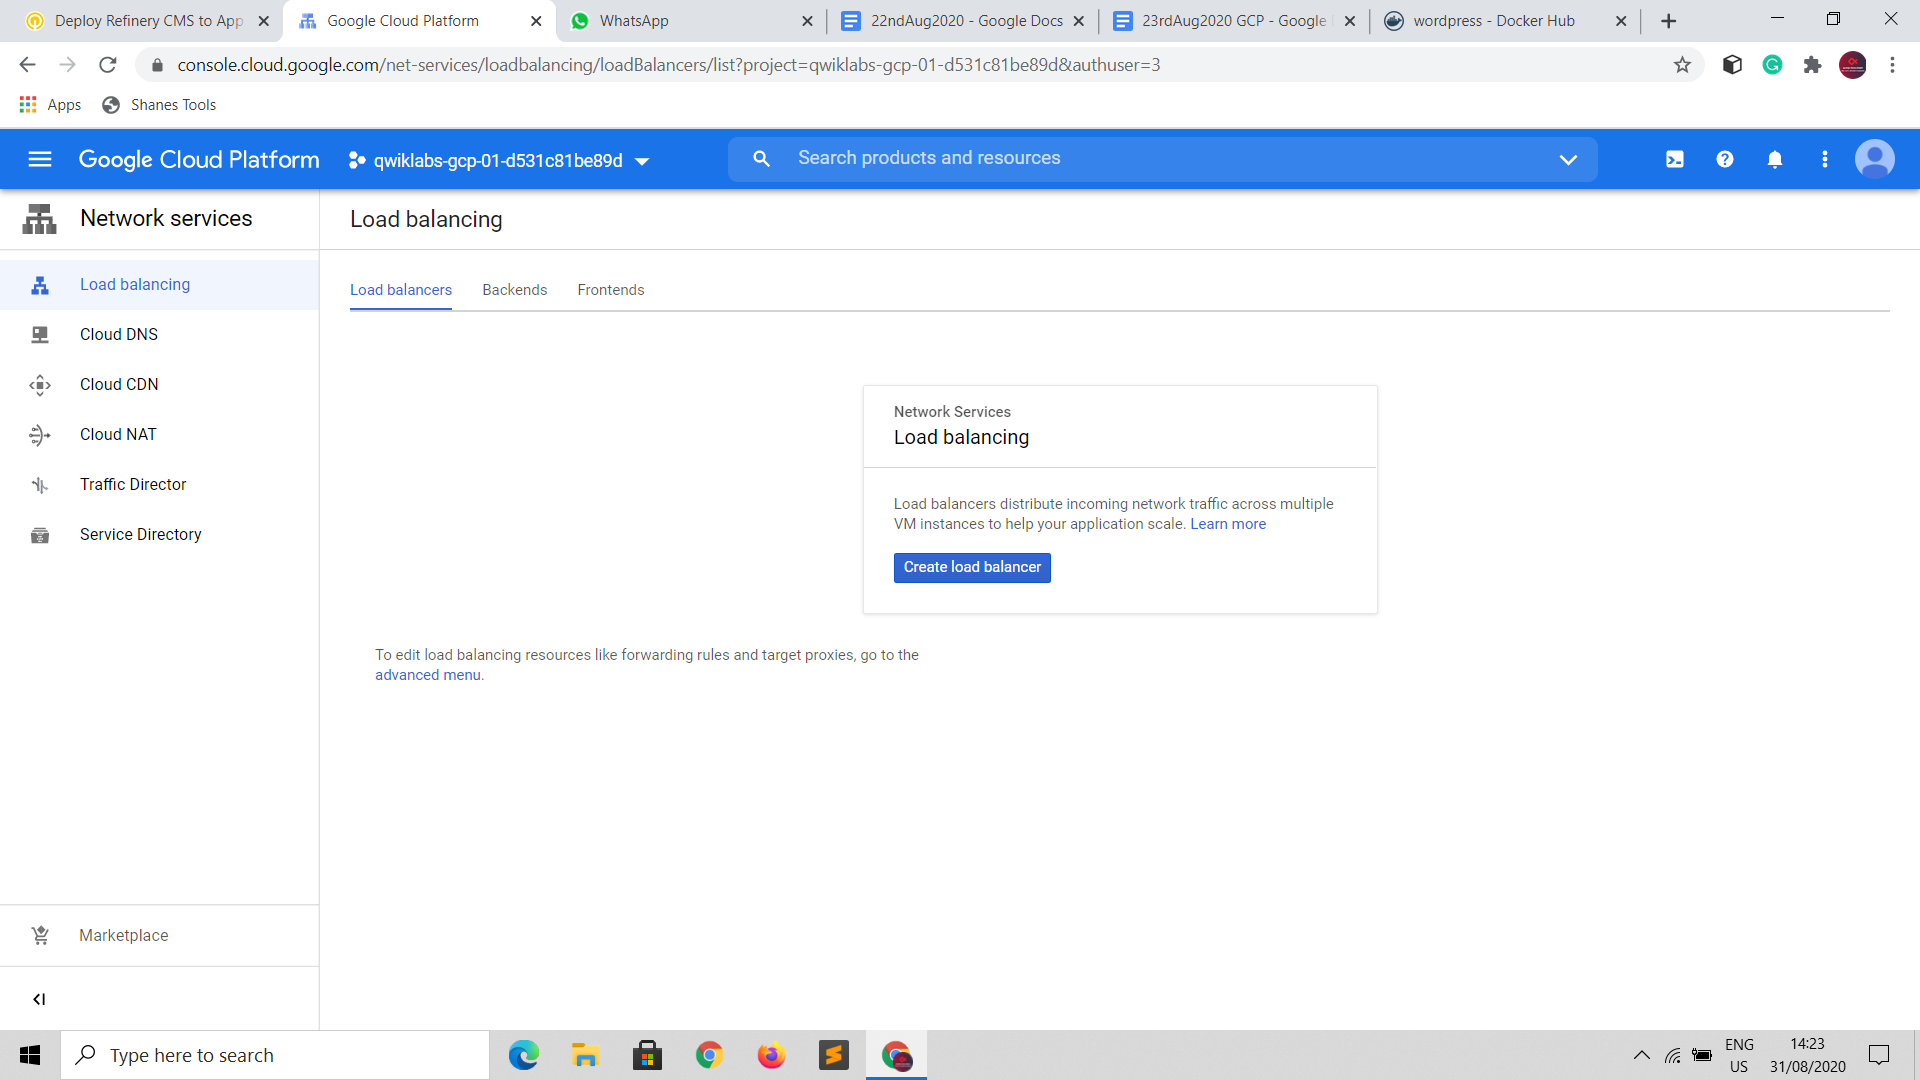 Deploy Refinery CMS to App
Google Cloud Platform
WhatsApp
22ndAug2020 - Google Docs
23rdAug2020 GCP - Google
wordpress - Docker Hub
console.cloud.google.com/net-services/loadbalancing/loadBalancers/list?project=qwiklabs-gcp-01-d531c81be89d&authuser=3
Apps
Shanes Tools
Google Cloud Platform
qwiklabs-gcp-01-d531c81be89d
Search products and resources
Network services
Load balancing
Load balancing
Cloud DNS
Cloud CDN
Cloud NAT
Traffic Director
Service Directory
Marketplace
Load balancers
Backends
Frontends
Network Services
Load balancing
Load balancers distribute incoming network traffic across multiple
VM instances to help your application scale. Learn more
Create load balancer
To edit load balancing resources like forwarding rules and target proxies, go to the
advanced menu.
Type here to search
ENG
US
14:23
31/08/2020